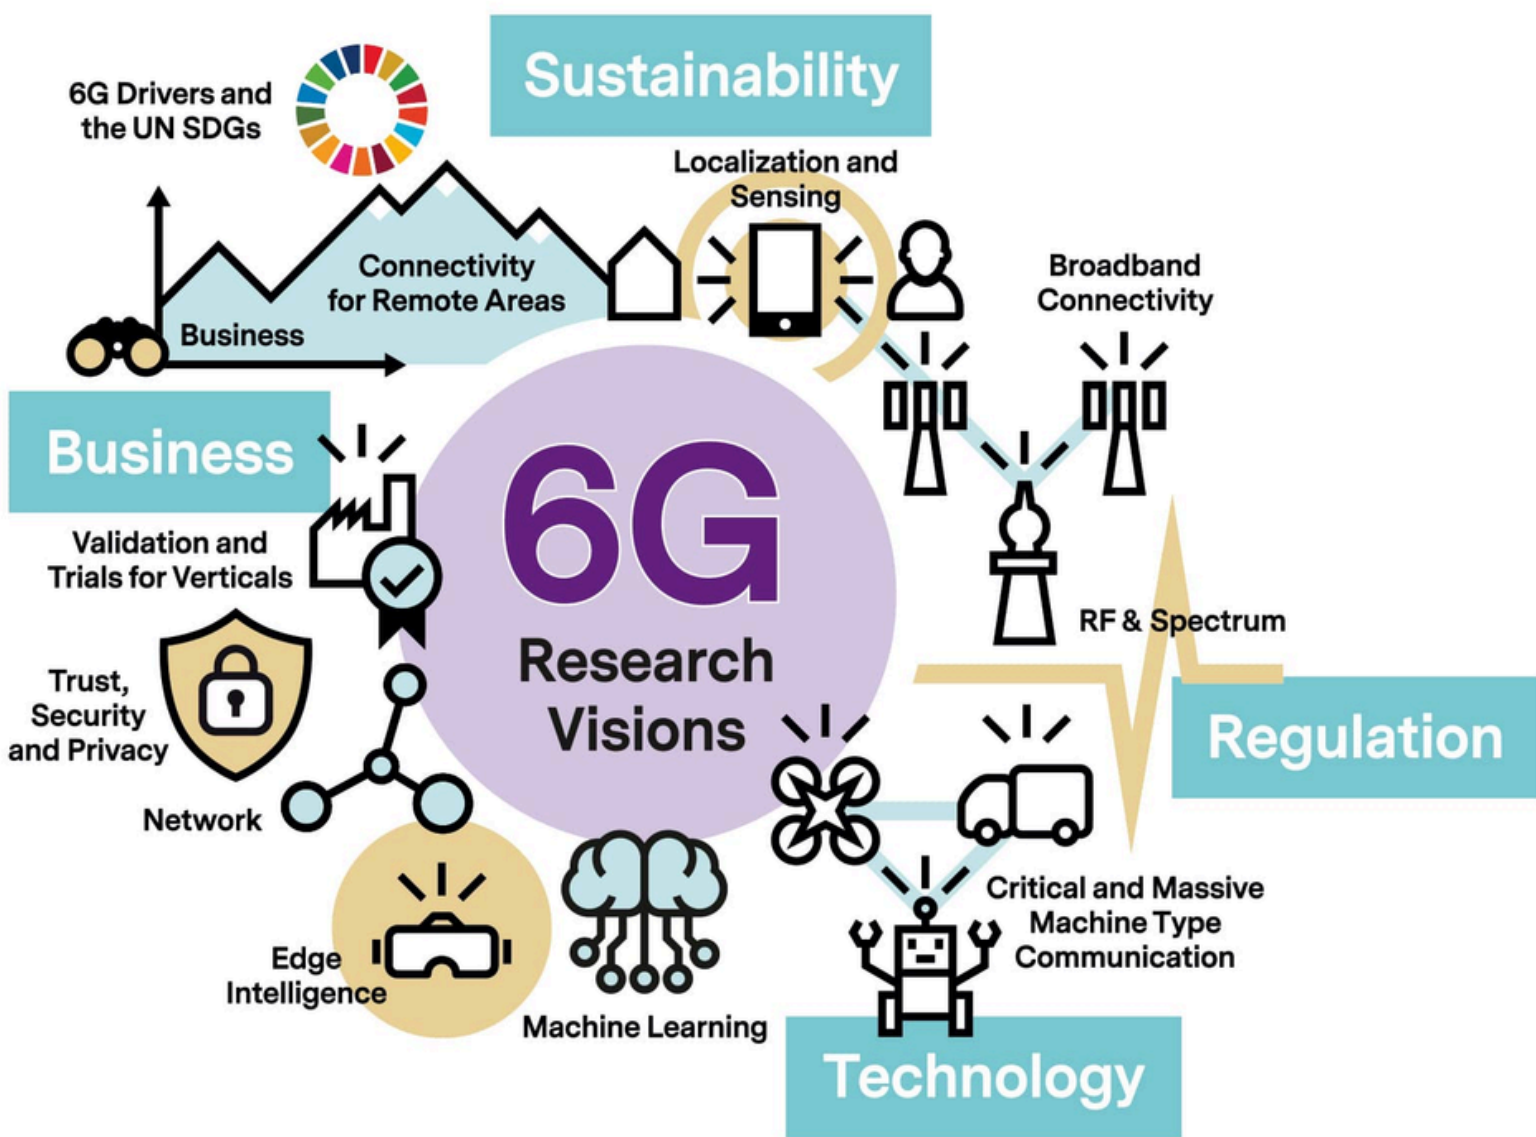 Sustainability
6G Drivers and
the UN SDGs
Localization and
Sensing
Connectivity
for Remote Areas
Business
Broadband
Connectivity
Business
6G
Research
Visions
Validation and
Trials for Verticals
RF & Spectrum
Trust,
Security
and Privacy
Regulation
Network
Critical and Massive
Machine Type
Communication
Edge
Intelligence
Machine Learning
Technology